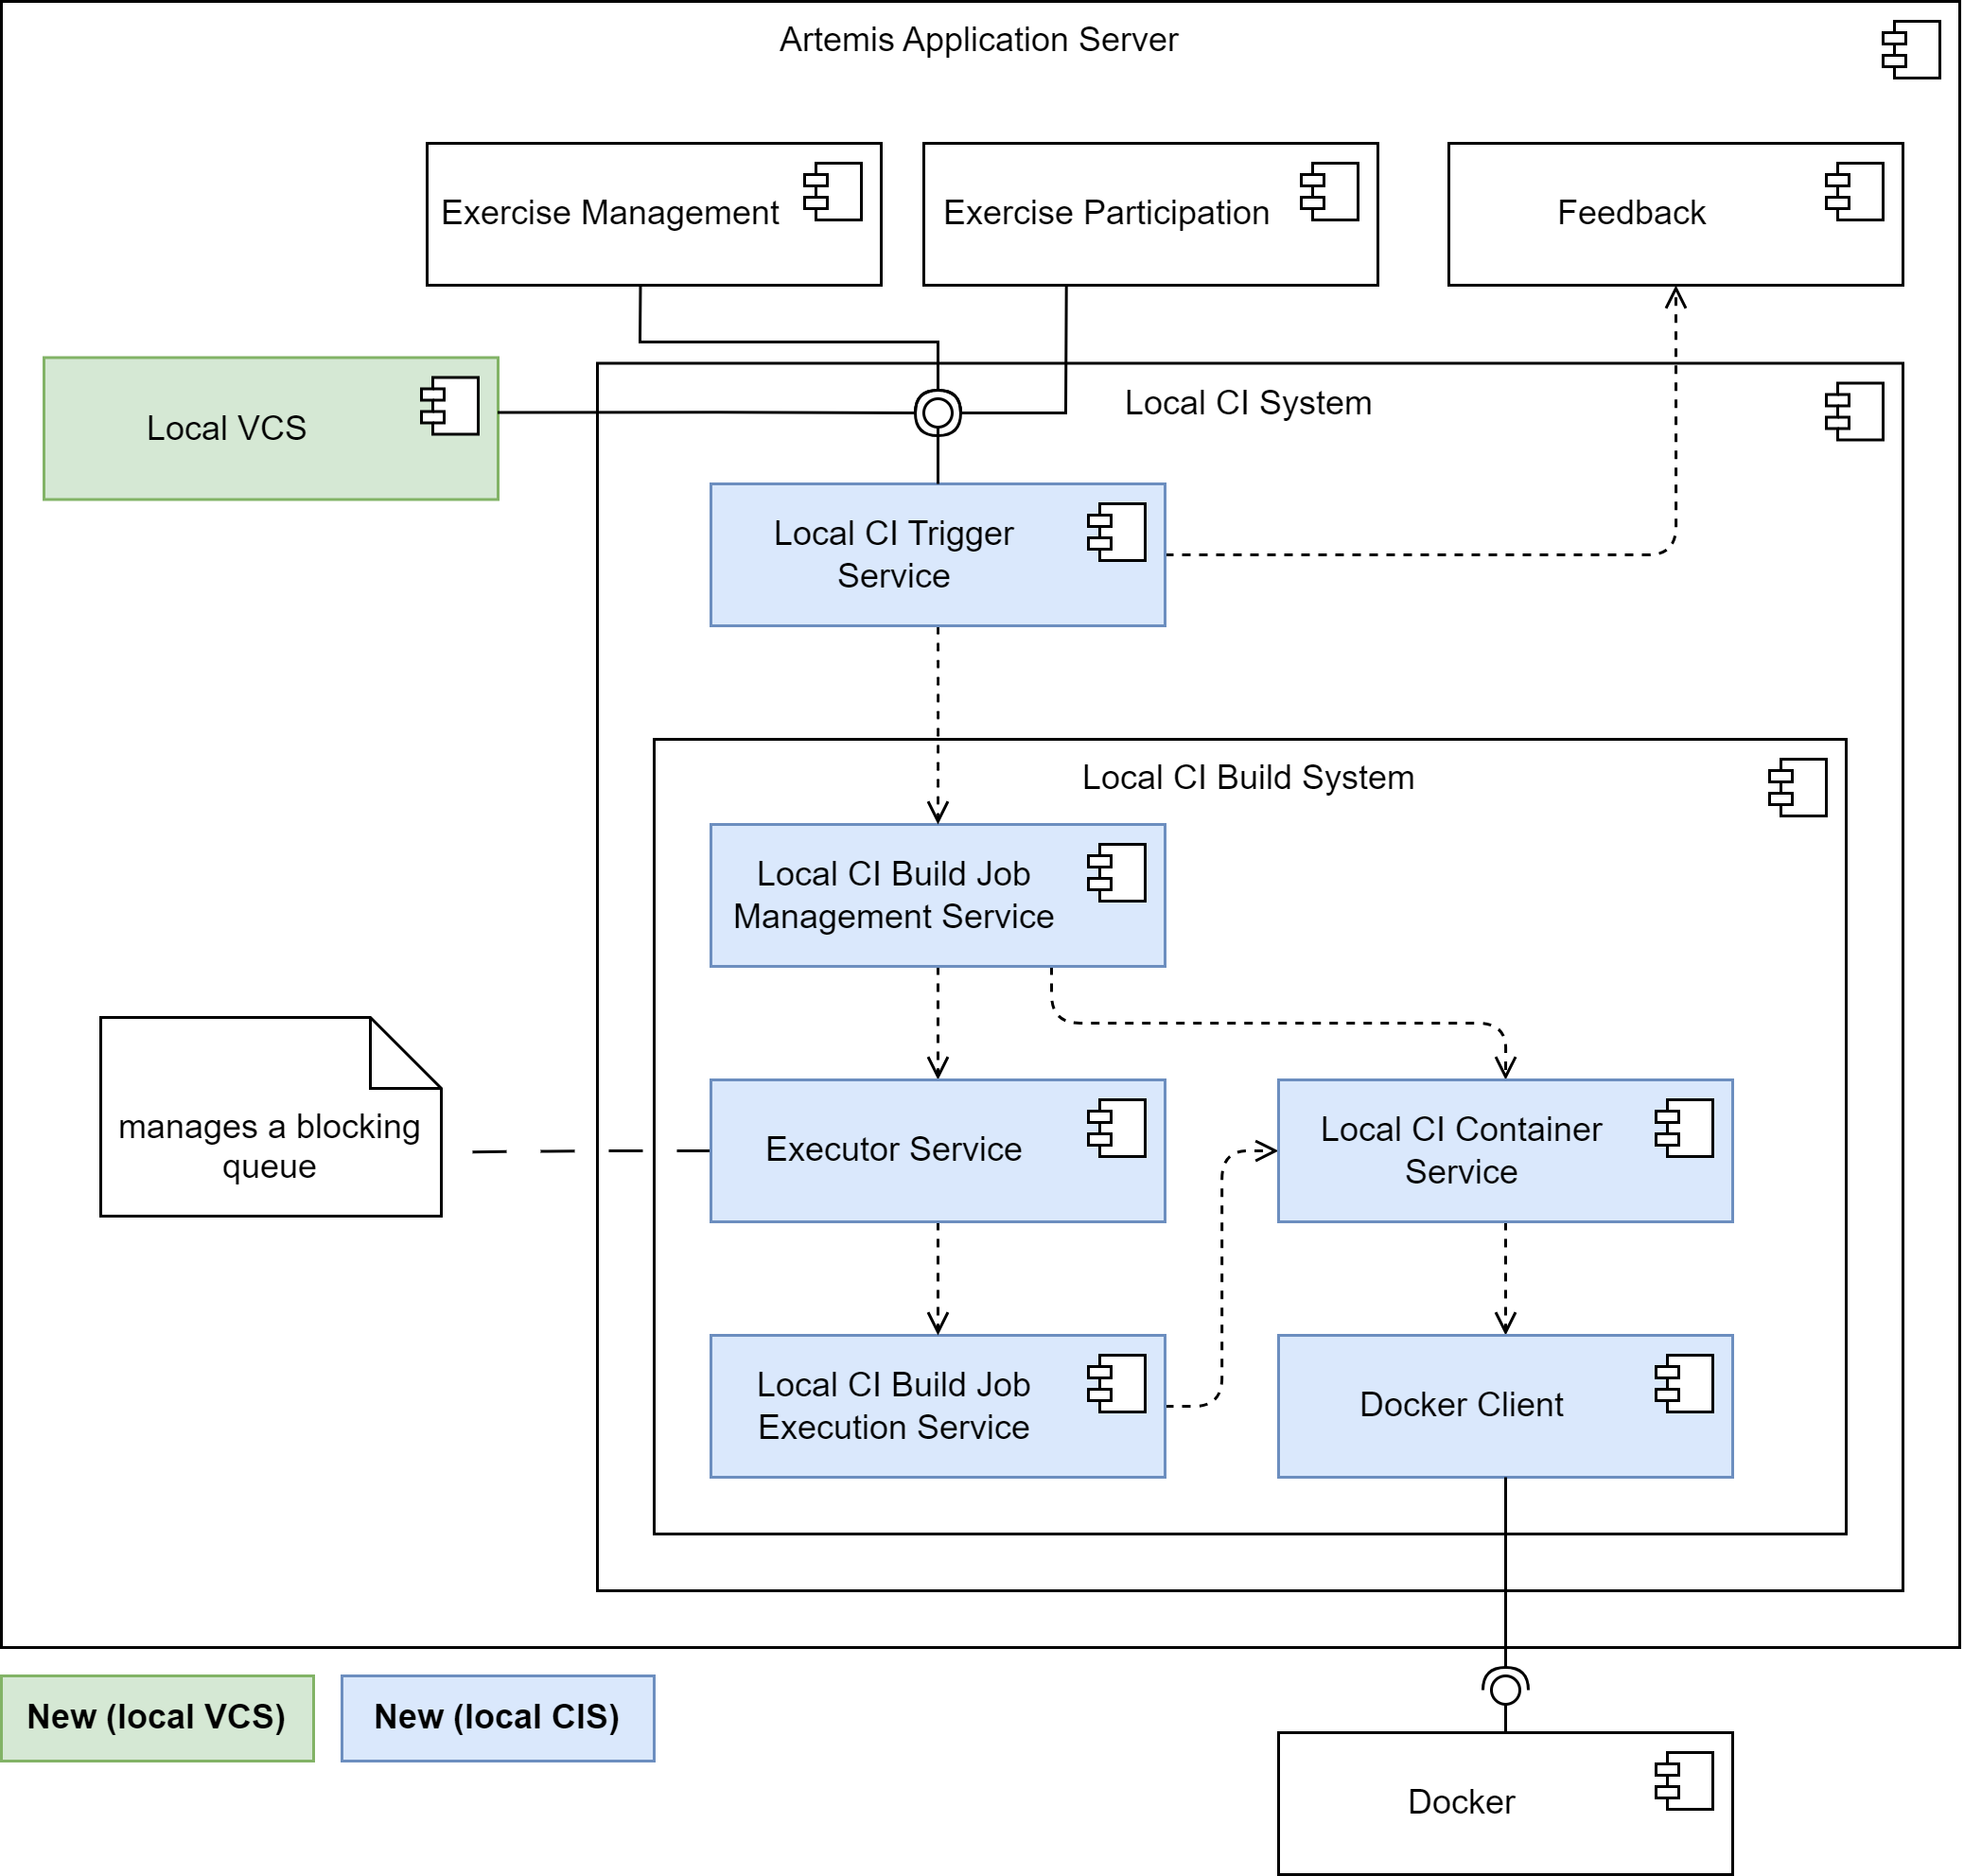 Artemis Application Server
Exercise Management
Exercise Participation
Feedback
Local VCS
Local CI System
Local CI Trigger
Service
Local CI Build System
Local CI Build Job
Management Service
manages a blocking
queue
Executor Service
Local CI Container
Service
Local CI Build Job
Execution Service
Docker Client
New (local VCS)
New (local CIS)
Docker